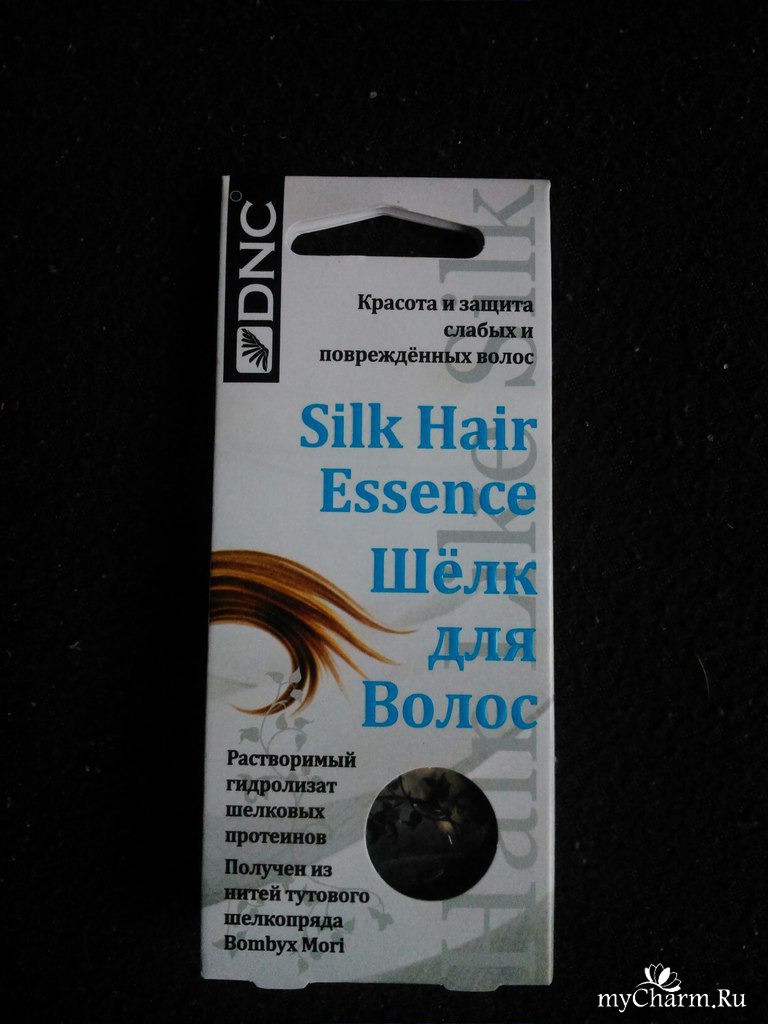 DNC
Красота и защита
слабых и
повреждённых волос
Silk Hair
Essence
Шёлк
для
Волос
Hair Like Silk
Растворимый
гидролизат
шелковых
протеинов
Получен из
нитей тутового
шелкопряда
Bombyx Mori
myCharm.Ru